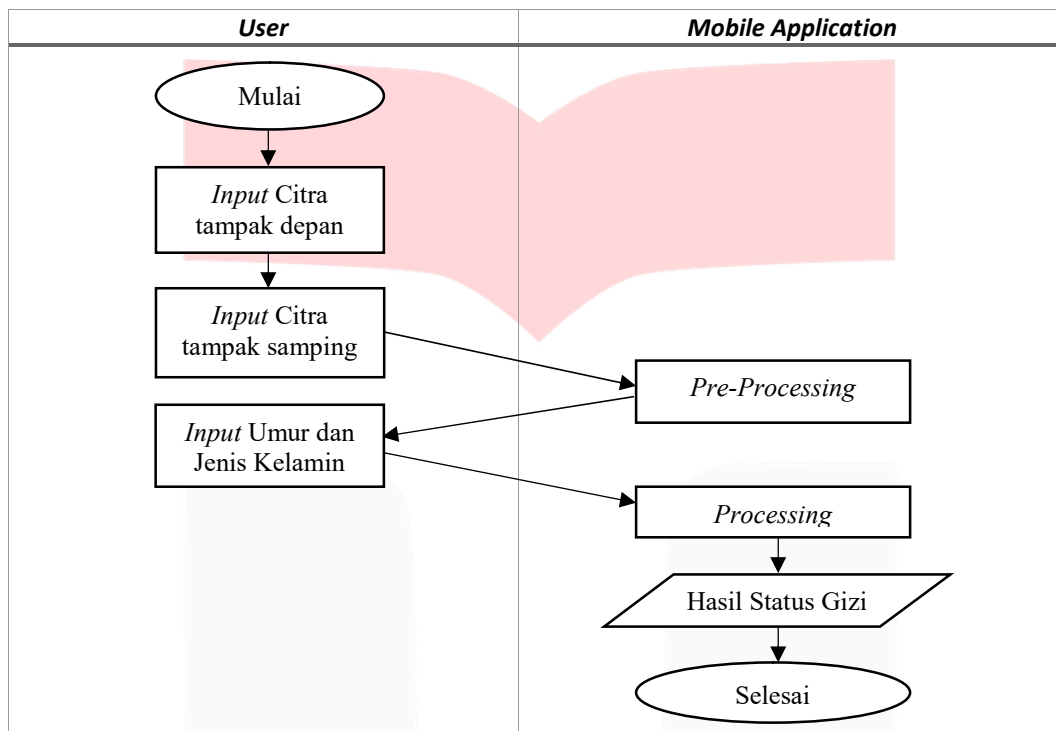 User
Mobile Application
Mulai
Input Citra
tampak depan
Input Citra
tampak samping
Pre-Processing
Input Umur dan
Jenis Kelamin
Processing
Hasil Status Gizi
Selesai